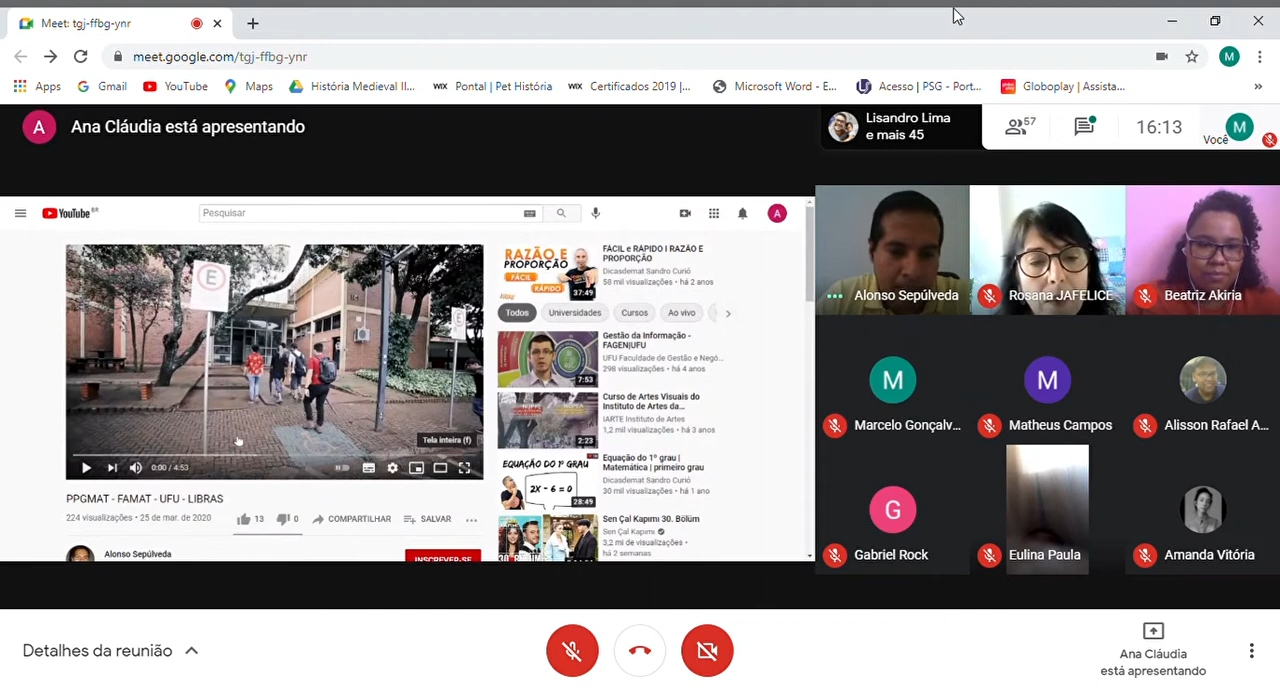 Meet: tgj-ffbg-ynr
meet.google.com/tgj-ffbg-ynr
M
Apps
Gmail
YouTube
Maps
História Medieval II...
WIX Pontal | Pet História
WIX Certificados 2019 |...
Microsoft Word - E...
Acesso | PSG - Port...
Globoplay | Assista...
»
A
Ana Cláudia está apresentando
Lisandro Lima
e mais 45
57
16:13
Você
M
YouTube BR
Pesquisar
A
E
0:00 / 4:53
Tela inteira (f)
PPGMAT - FAMAT - UFU - LIBRAS
224 visualizações • 25 de mar. de 2020
13
0
COMPARTILHAR
SALVAR
...
Alonso Sepúlveda
INSCREVER-SE
RAZÃO E
PROPORÇÃO
FÁCIL
RÁPIDO
37:49
FÁCIL e RÁPIDO I RAZÃO E
PROPORÇÃO
Dicasdemat Sandro Curió
58 mil visualizações • há 2 anos
Todos
Universidades
Cursos
Ao vivo
7:53
Gestão da Informação -
FAGEN|UFU
UFU Faculdade de Gestão e Negó...
298 visualizações • há 4 anos
2:23
Curso de Artes Visuais do
Instituto de Artes da...
IARTE Instituto de Artes
1,2 mil visualizações • há 3 anos
EQUAÇÃO DO 1º GRAU
2X - 6 = 0
28:49
Equação do 1º grau |
Matemática | primeiro grau
Dicasdemat Sandro Curió
30 mil visualizações • há 1 ano
Sen Çal Kapımı 30. Bölüm
Sen Çal Kapımı
3,2 mi de visualizações •
há 2 semanas
Alonso Sepúlveda
Rosana JAFELICE
Beatriz Akiria
M
Marcelo Gonçalv...
M
Matheus Campos
Alisson Rafael A...
G
Gabriel Rock
Eulina Paula
Amanda Vitória
Detalhes da reunião
Ana Cláudia
está apresentando